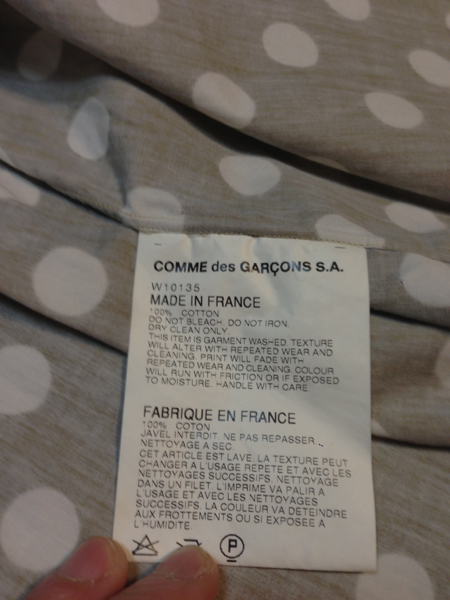 COMME des GARÇONS S.A.
W10135
MADE IN FRANCE
100% COTTON
DO NOT BLEACH, DO NOT IRON.
DRY CLEAN ONLY.
THIS ITEM IS GARMENT WASHED. TEXTURE
WILL ALTER WITH REPEATED WEAR AND
CLEANING. PRINT WILL FADE WITH
REPEATED WEAR AND CLEANING. COLOUR
WILL RUN WITH FRICTION OR IF EXPOSED
TO MOISTURE. HANDLE WITH CARE
FABRIQUE EN FRANCE
100% COTON
JAVEL INTERDIT. NE PAS REPASSER.
NETTOYAGE A SEC
CET ARTICLE EST LAVE. LA TEXTURE PEUT
CHANGER A L'USAGE REPETE ET AVEC LES
NETTOYAGES SUCCESSIFS. NETTOYAGE
DANS UN FILET. L'IMPRIME VA PALIR A
L'USAGE ET AVEC LES NETTOYAGES
SUCCESSIFS. LA COULEUR VA DETEINDRE
AUX FROTTEMENTS OU SI EXPOSEE A
L'HUMIDITE.
P